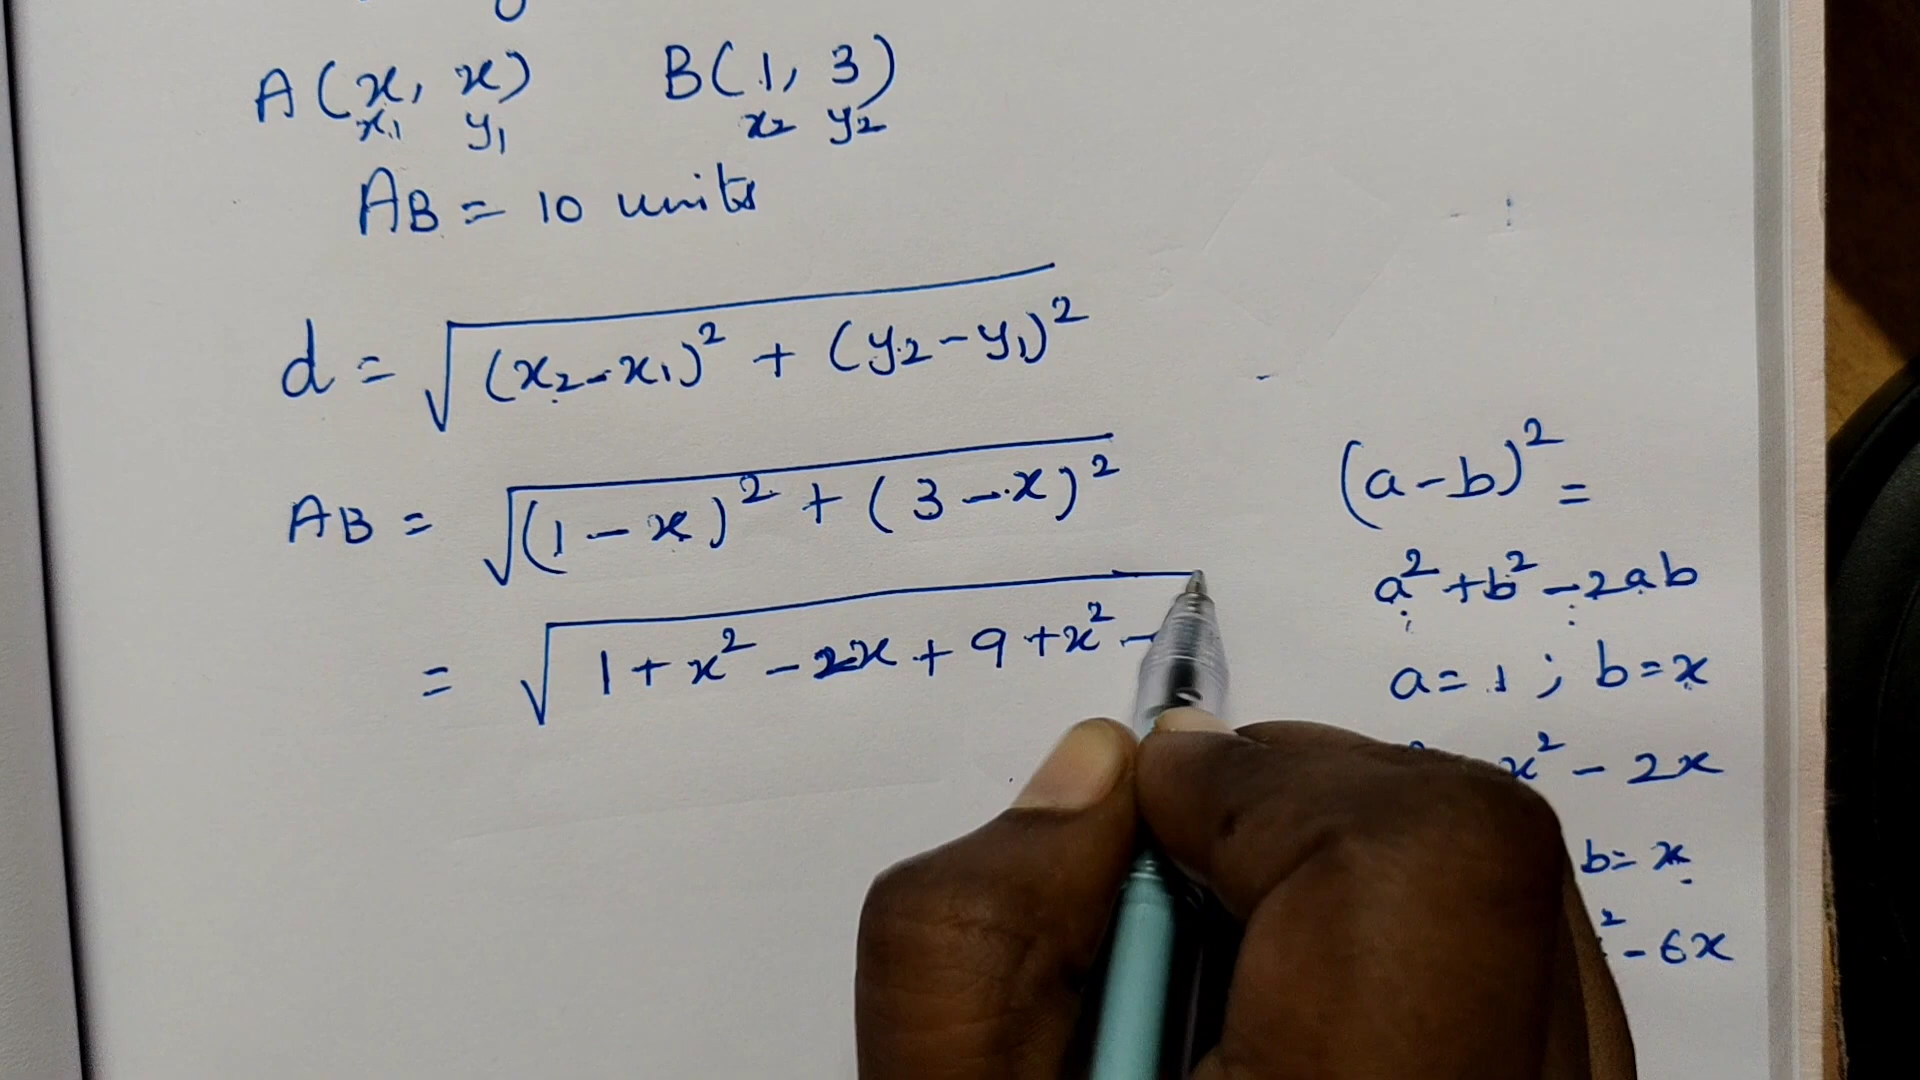 A(x, x) B(1, 3)
x₁ y₁ x₂ y₂
AB = 10 units
d = √(x₂-x₁)² + (y₂-y₁)²
AB = √(1-x)² + (3-x)²
= √1+x²-2x+9+x²-
(a-b)² =
a²+b²-2ab
a=1; b=x
x²-2x
b=x
²-6x